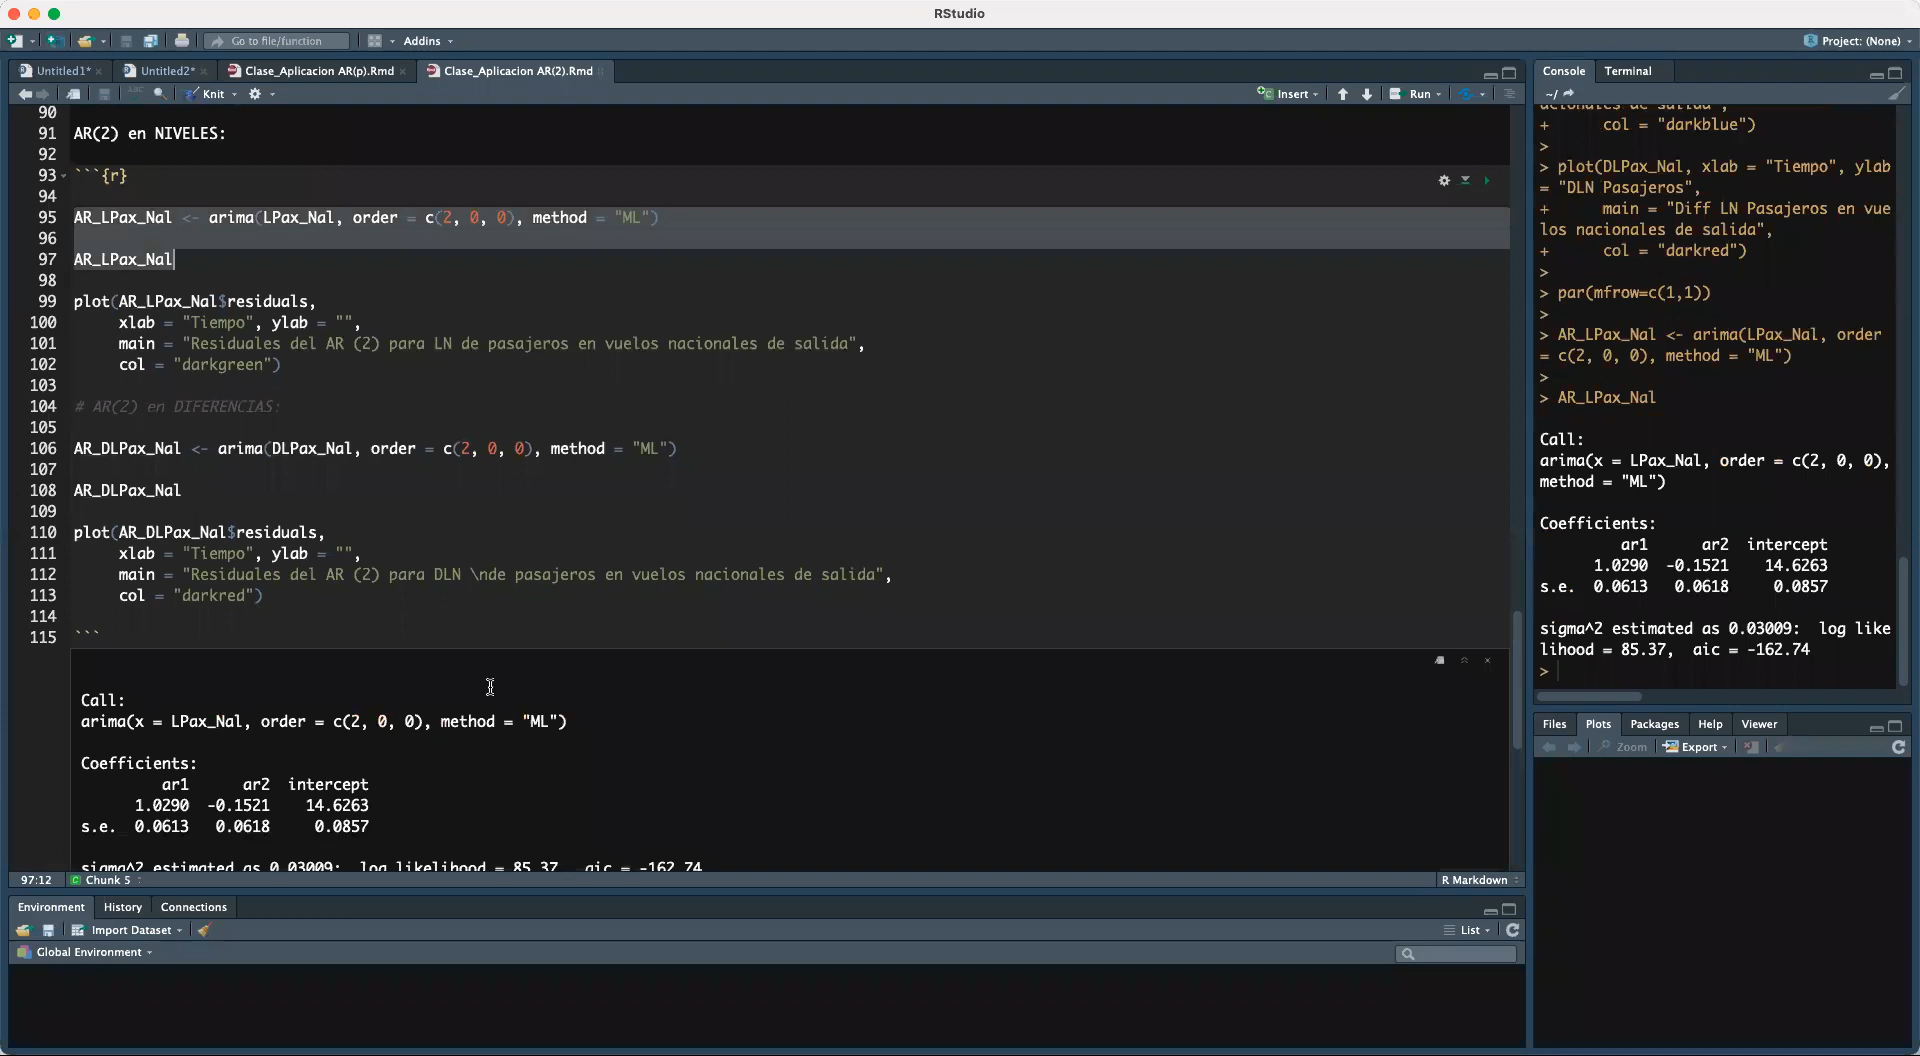 RStudio
Go to file/function
Addins
Project: (None)
Untitled1*
Untitled2*
Clase_Aplicacion AR(p).Rmd
Clase_Aplicacion AR(2).Rmd
Knit
Insert
Run
90
91 AR(2) en NIVELES:
92
93 ```{r}
94
95 AR_LPax_Nal <- arima(LPax_Nal, order = c(2, 0, 0), method = "ML")
96
97 AR_LPax_Nal
98
99 plot(AR_LPax_Nal$residuals,
100 xlab = "Tiempo", ylab = "",
101 main = "Residuales del AR (2) para LN de pasajeros en vuelos nacionales de salida",
102 col = "darkgreen")
103
104 # AR(2) en DIFERENCIAS:
105
106 AR_DLPax_Nal <- arima(DLPax_Nal, order = c(2, 0, 0), method = "ML")
107
108 AR_DLPax_Nal
109
110 plot(AR_DLPax_Nal$residuals,
111 xlab = "Tiempo", ylab = "",
112 main = "Residuales del AR (2) para DLN \nde pasajeros en vuelos nacionales de salida",
113 col = "darkred")
114
115 ```
Call:
arima(x = LPax_Nal, order = c(2, 0, 0), method = "ML")
Coefficients:
ar1 ar2 intercept
1.0290 -0.1521 14.6263
s.e. 0.0613 0.0618 0.0857
sigma^2 estimated as 0.03009: log likelihood = 85.37, aic = -162.74
97:12
Chunk 5
R Markdown
Environment
History
Connections
Import Dataset
List
Global Environment
Console
Terminal
~/
acionales de salida",
+ col = "darkblue")
>
> plot(DLPax_Nal, xlab = "Tiempo", ylab
= "DLN Pasajeros",
+ main = "Diff LN Pasajeros en vue
los nacionales de salida",
+ col = "darkred")
>
> par(mfrow=c(1,1))
>
> AR_LPax_Nal <- arima(LPax_Nal, order
= c(2, 0, 0), method = "ML")
>
> AR_LPax_Nal
Call:
arima(x = LPax_Nal, order = c(2, 0, 0),
method = "ML")
Coefficients:
ar1 ar2 intercept
1.0290 -0.1521 14.6263
s.e. 0.0613 0.0618 0.0857
sigma^2 estimated as 0.03009: log like
lihood = 85.37, aic = -162.74
>
Files
Plots
Packages
Help
Viewer
Zoom
Export